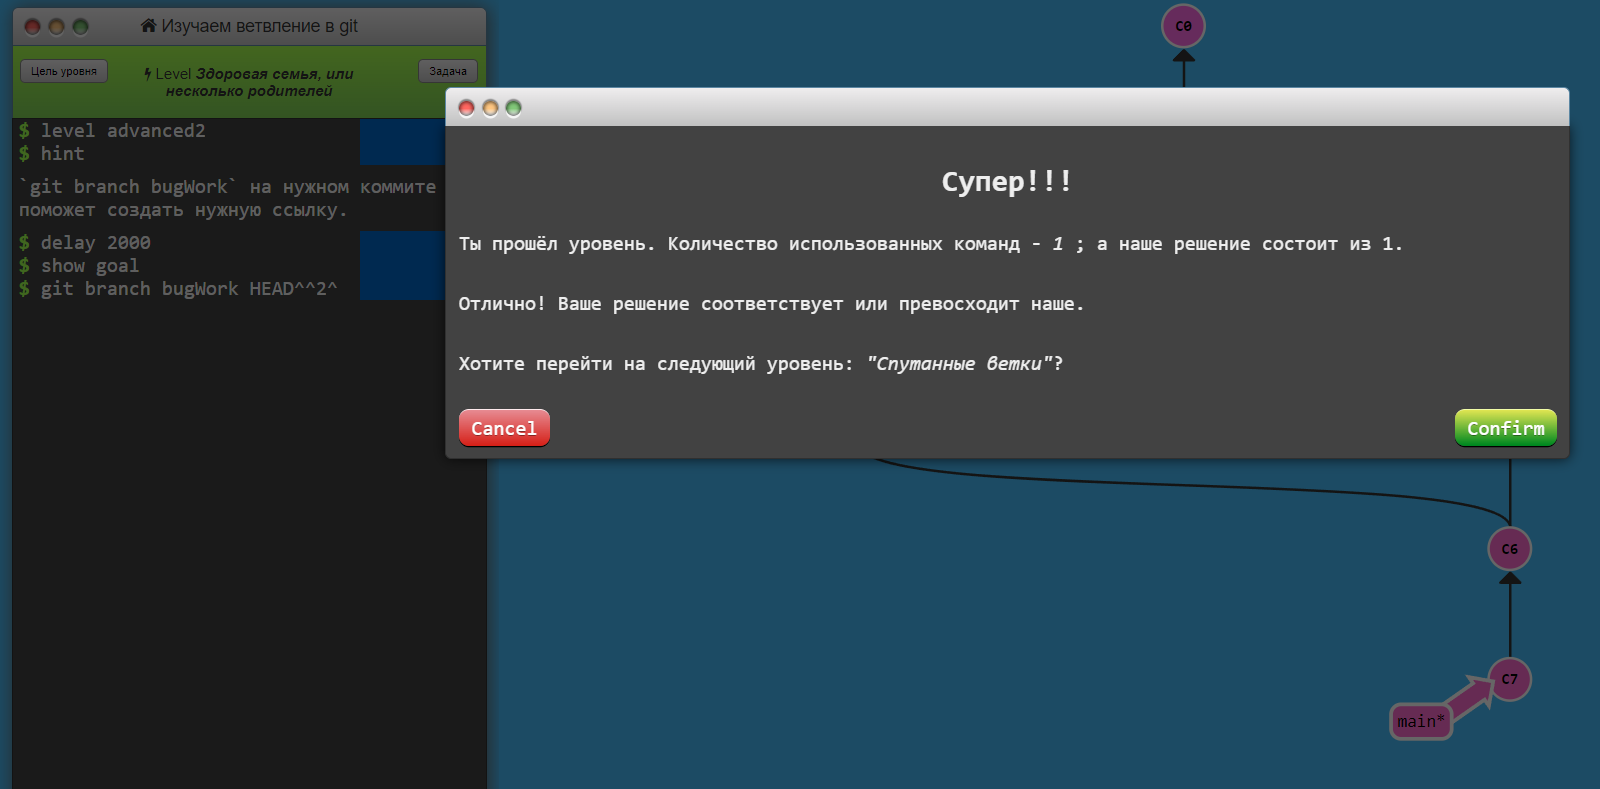 Изучаем ветвление в git
Цель уровня
Level Здоровая семья, или
несколько родителей
Задача
$ level advanced2
$ hint
`git branch bugWork` на нужном коммите
поможет создать нужную ссылку.
$ delay 2000
$ show goal
$ git branch bugWork HEAD^^2^
C0
Супер!!!
Ты прошёл уровень. Количество использованных команд - 1 ; а наше решение состоит из 1.
Отлично! Ваше решение соответствует или превосходит наше.
Хотите перейти на следующий уровень: "Спутанные ветки"?
Cancel
Confirm
C6
C7
main*